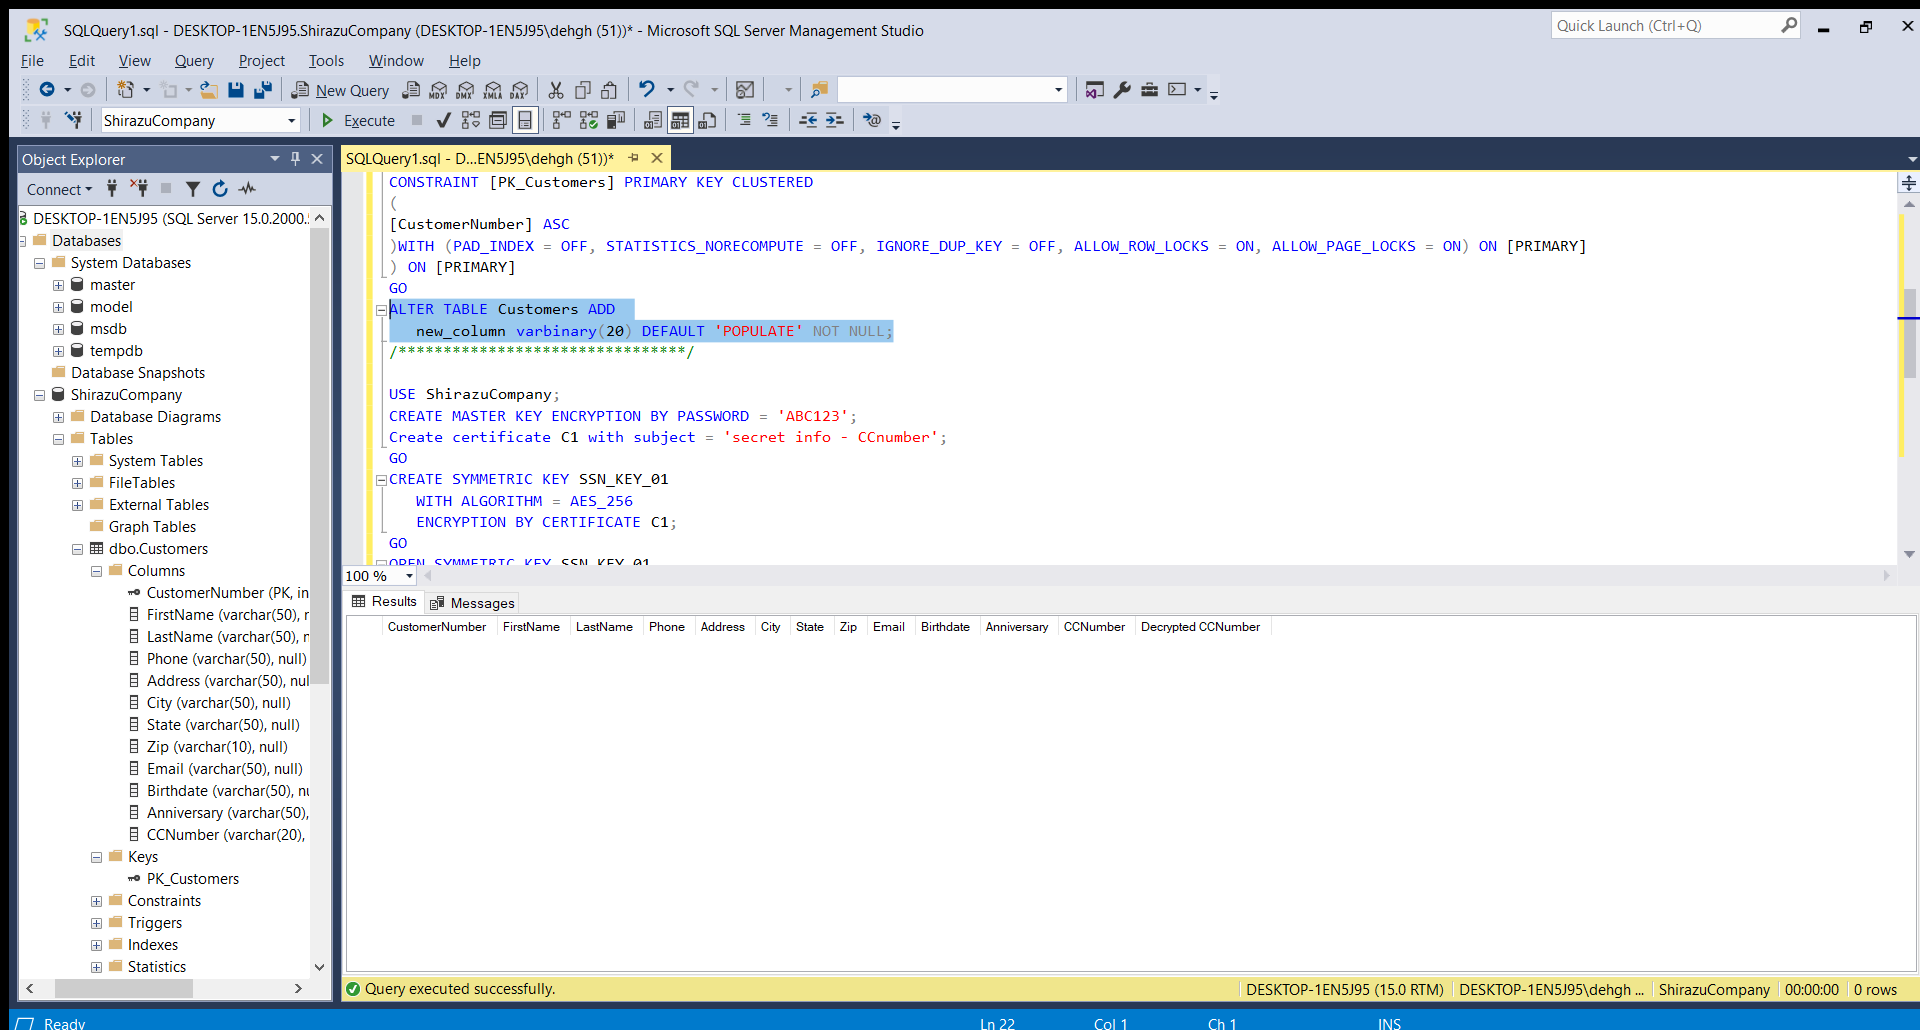 SQLQuery1.sql - DESKTOP-1EN5J95.ShirazuCompany (DESKTOP-1EN5J95\dehgh (51))* - Microsoft SQL Server Management Studio
Quick Launch (Ctrl+Q)
File Edit View Query Project Tools Window Help
New Query MDX DMX XMLA DAX
ShirazuCompany Execute
Object Explorer
Connect
DESKTOP-1EN5J95 (SQL Server 15.0.2000.
Databases
System Databases
master
model
msdb
tempdb
Database Snapshots
ShirazuCompany
Database Diagrams
Tables
System Tables
FileTables
External Tables
Graph Tables
dbo.Customers
Columns
CustomerNumber (PK, in
FirstName (varchar(50), r
LastName (varchar(50), n
Phone (varchar(50), null)
Address (varchar(50), nul
City (varchar(50), null)
State (varchar(50), null)
Zip (varchar(10), null)
Email (varchar(50), null)
Birthdate (varchar(50), nu
Anniversary (varchar(50),
CCNumber (varchar(20),
Keys
PK_Customers
Constraints
Triggers
Indexes
Statistics
SQLQuery1.sql - D...EN5J95\dehgh (51))*
CONSTRAINT [PK_Customers] PRIMARY KEY CLUSTERED
(
[CustomerNumber] ASC
)WITH (PAD_INDEX = OFF, STATISTICS_NORECOMPUTE = OFF, IGNORE_DUP_KEY = OFF, ALLOW_ROW_LOCKS = ON, ALLOW_PAGE_LOCKS = ON) ON [PRIMARY]
) ON [PRIMARY]
GO
ALTER TABLE Customers ADD
new_column varbinary(20) DEFAULT 'POPULATE' NOT NULL;
/********************************/
USE ShirazuCompany;
CREATE MASTER KEY ENCRYPTION BY PASSWORD = 'ABC123';
Create certificate C1 with subject = 'secret info - CCnumber';
GO
CREATE SYMMETRIC KEY SSN_KEY_01
WITH ALGORITHM = AES_256
ENCRYPTION BY CERTIFICATE C1;
GO
OPEN SYMMETRIC KEY SSN_KEY_01
100 %
Results Messages
CustomerNumber FirstName LastName Phone Address City State Zip Email Birthdate Anniversary CCNumber Decrypted CCNumber
Query executed successfully. DESKTOP-1EN5J95 (15.0 RTM) DESKTOP-1EN5J95\dehgh ... ShirazuCompany 00:00:00 0 rows
Ready Ln 22 Col 1 Ch 1 INS